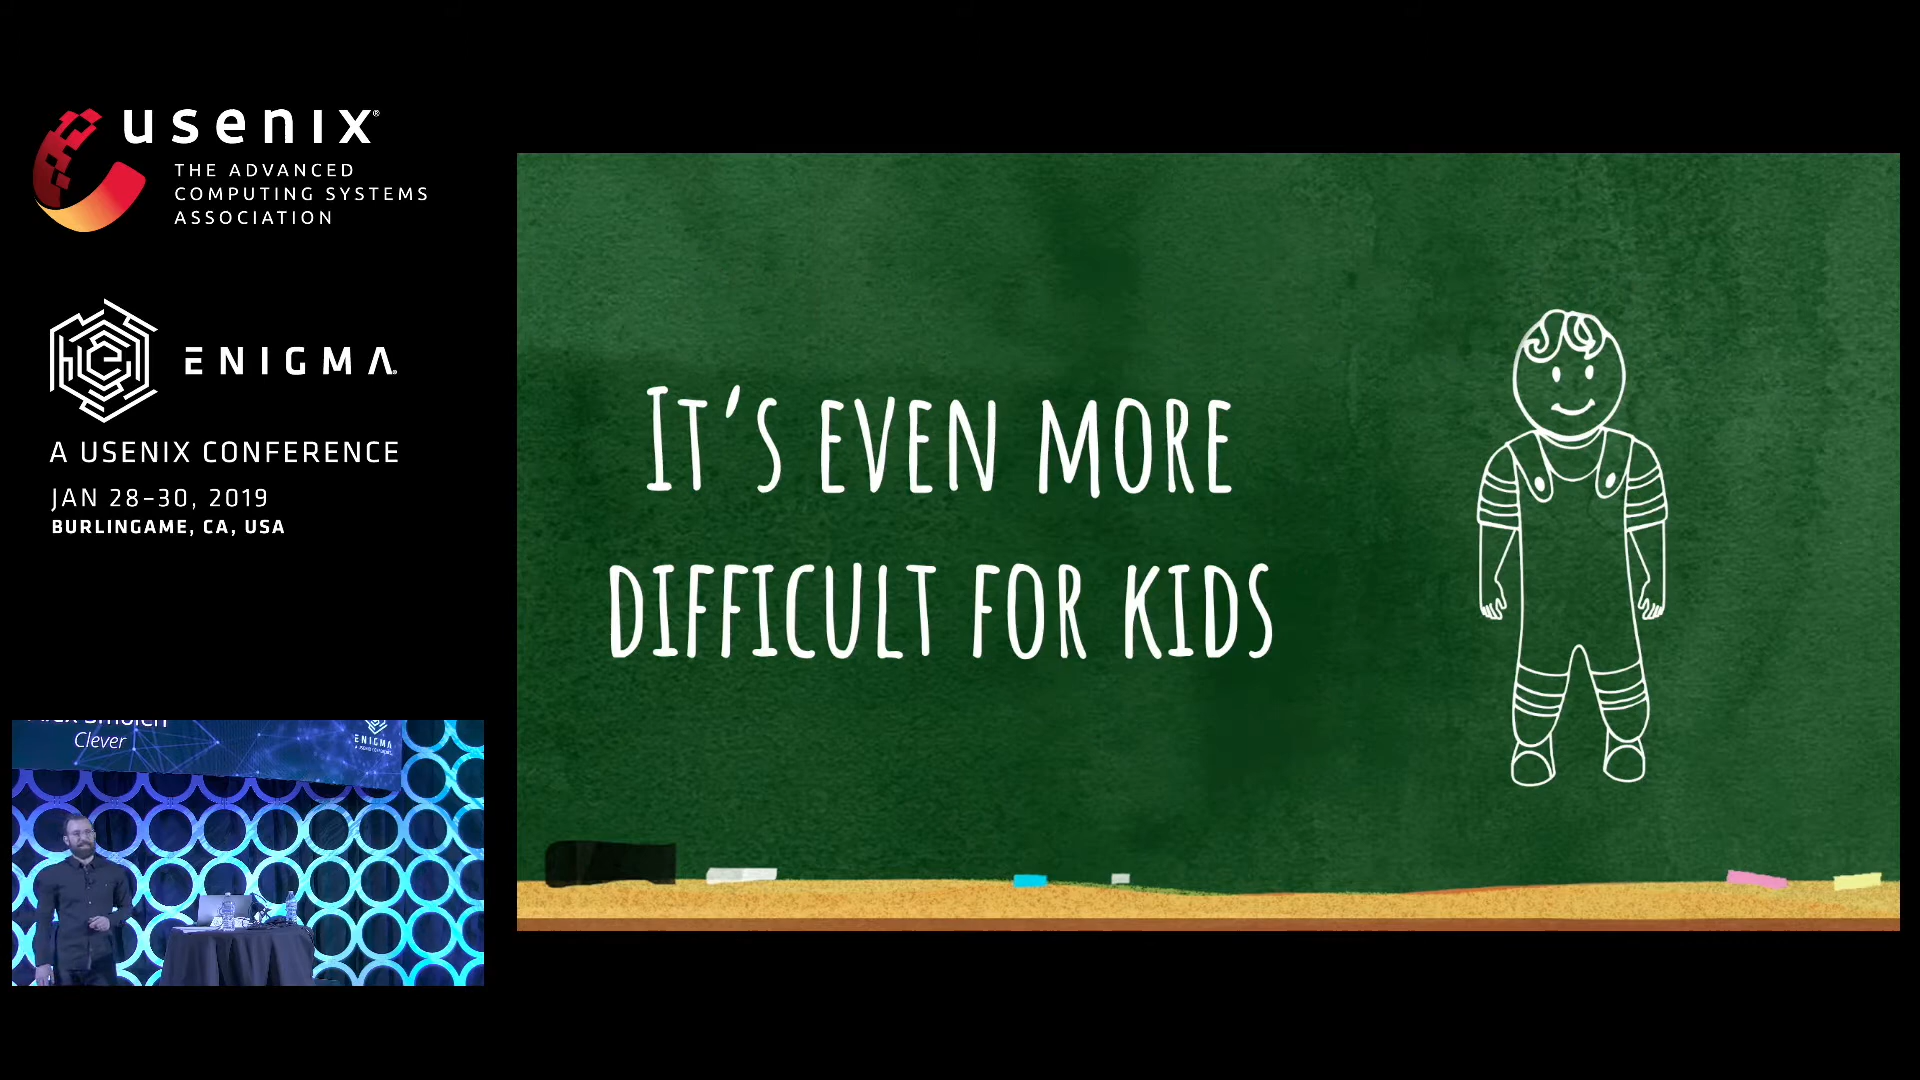 usenix®
THE ADVANCED
COMPUTING SYSTEMS
ASSOCIATION
ENIGMA®
A USENIX CONFERENCE
JAN 28–30, 2019
BURLINGAME, CA, USA
IT'S EVEN MORE
DIFFICULT FOR KIDS
Clever
ENIGMA